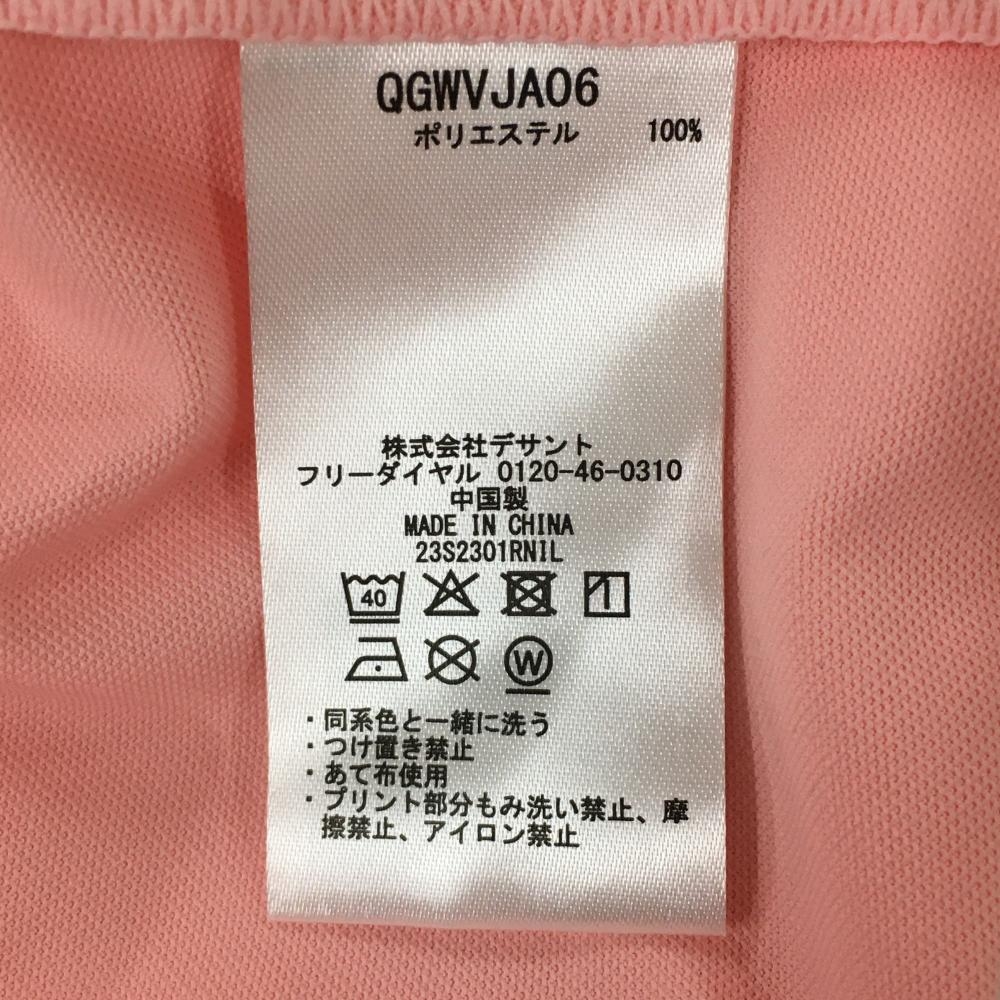 QGWVJA06
ポリエステル 100%
株式会社デサント
フリーダイヤル 0120-46-0310
中国製
MADE IN CHINA
23S2301RNIL
40
W
・同系色と一緒に洗う
・つけ置き禁止
・あて布使用
・プリント部分もみ洗い禁止、摩
擦禁止、アイロン禁止